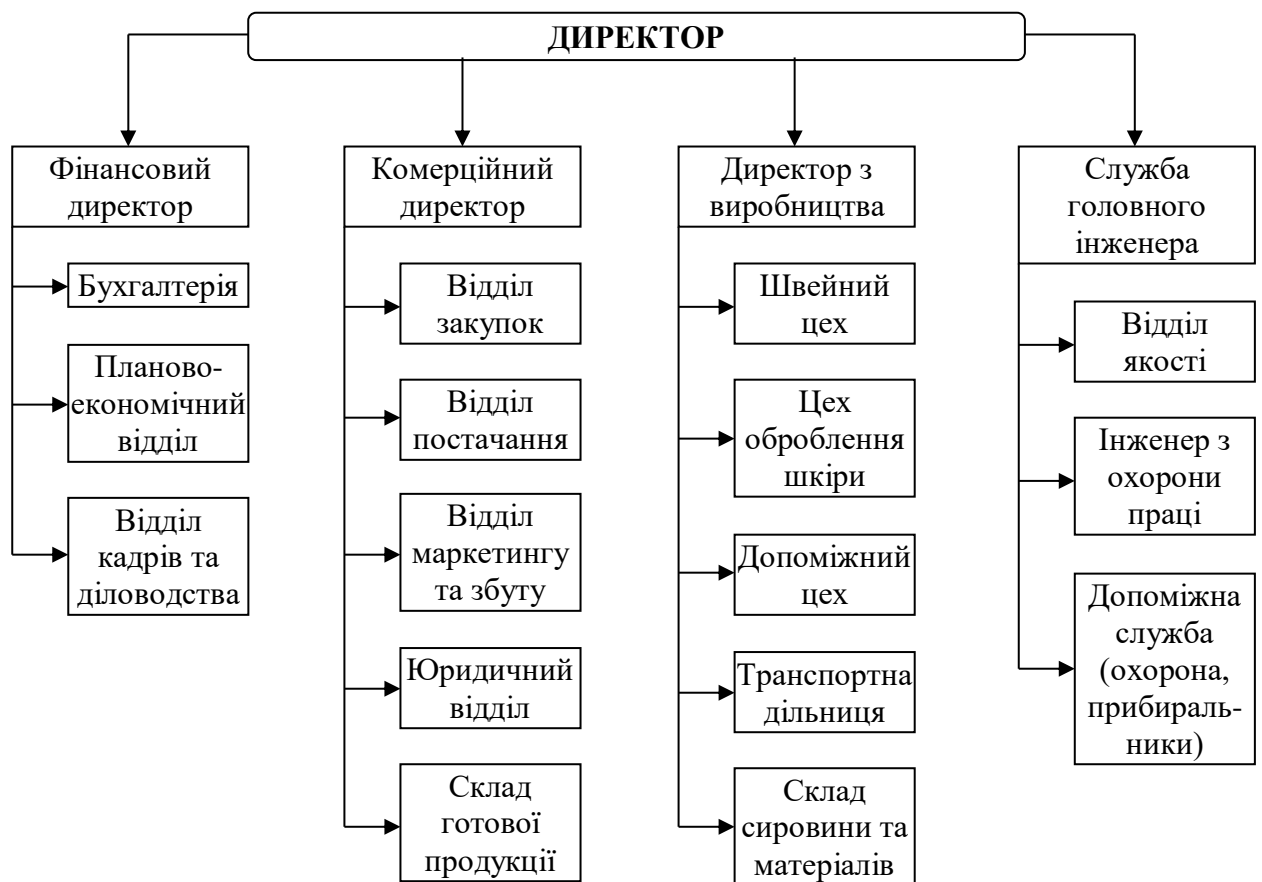 ДИРЕКТОР
Фінансовий
директор
Бухгалтерія
Планово-
економічний
відділ
Відділ
кадрів та
діловодства
Комерційний
директор
Відділ
закупок
Відділ
постачання
Відділ
маркетингу
та збуту
Юридичний
відділ
Склад
готової
продукції
Директор з
виробництва
Швейний
цех
Цех
оброблення
шкіри
Допоміжний
цех
Транспортна
дільниця
Склад
сировини та
матеріалів
Служба
головного
інженера
Відділ
якості
Інженер з
охорони
праці
Допоміжна
служба
(охорона,
прибираль-
ники)